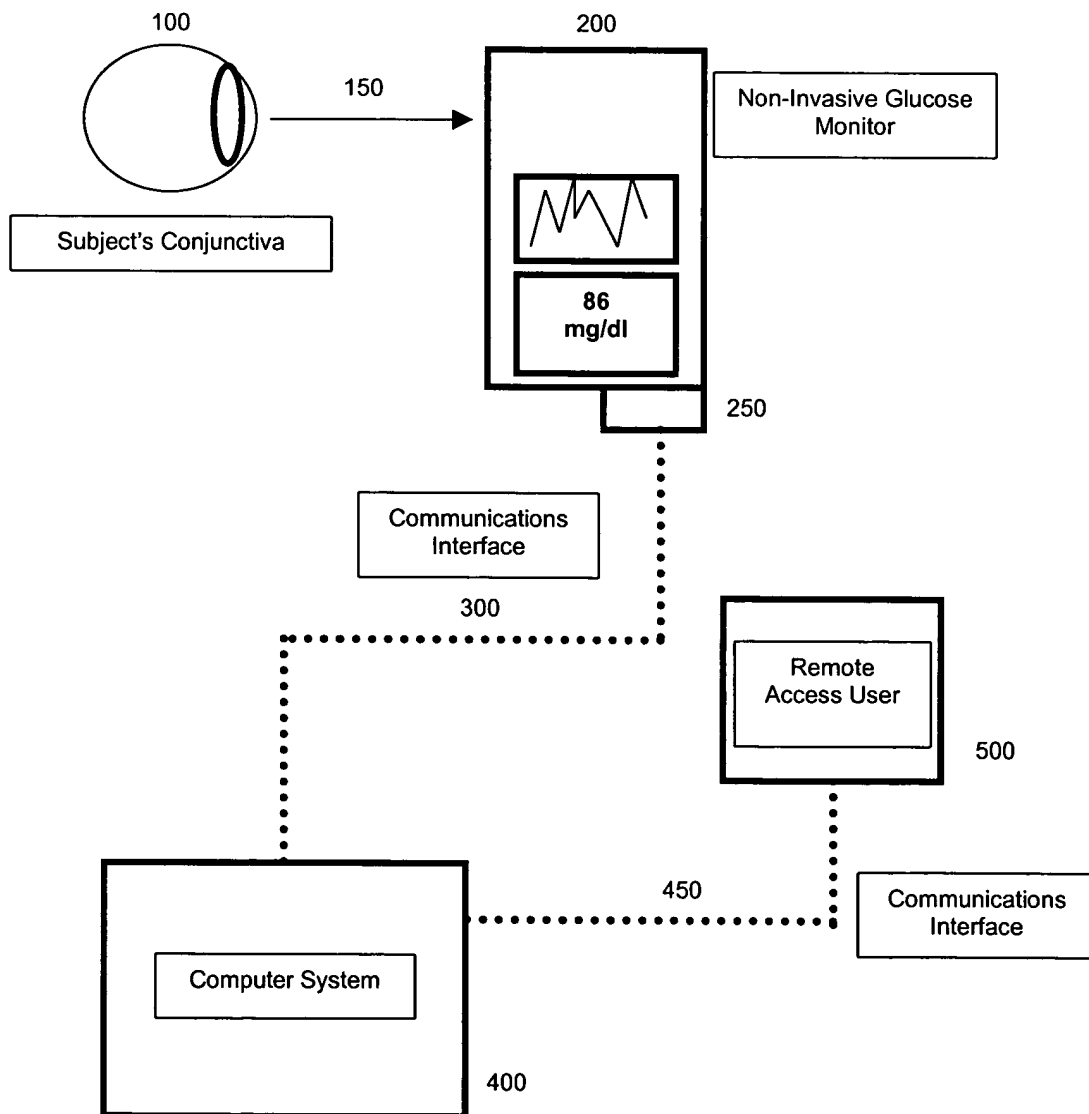 100
200
150
Non-Invasive Glucose
Monitor
Subject's Conjunctiva
86
mg/dl
250
Communications
Interface
300
Remote
Access User
500
450
Communications
Interface
Computer System
400